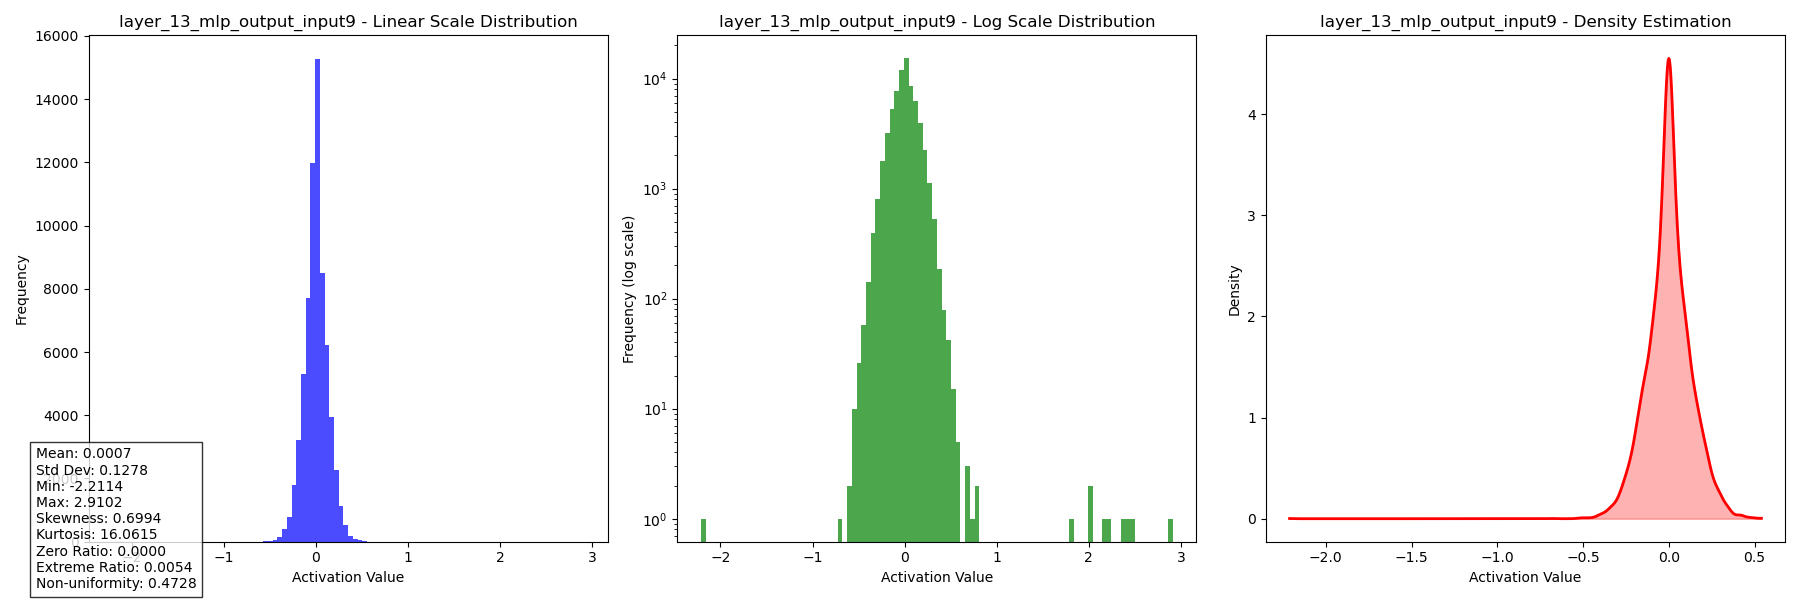 layer_13_mlp_output_input9 - Linear Scale Distribution
16000
14000
12000
10000
8000
6000
4000
Frequency
−1
0
1
2
3
Activation Value
Mean: 0.0007
Std Dev: 0.1278
Min: -2.2114
Max: 2.9102
Skewness: 0.6994
Kurtosis: 16.0615
Zero Ratio: 0.0000
Extreme Ratio: 0.0054
Non-uniformity: 0.4728
layer_13_mlp_output_input9 - Log Scale Distribution
10⁴
10³
10²
10¹
10⁰
Frequency (log scale)
−2
−1
0
1
2
3
Activation Value
layer_13_mlp_output_input9 - Density Estimation
4
3
2
1
0
Density
−2.0
−1.5
−1.0
−0.5
0.0
0.5
Activation Value